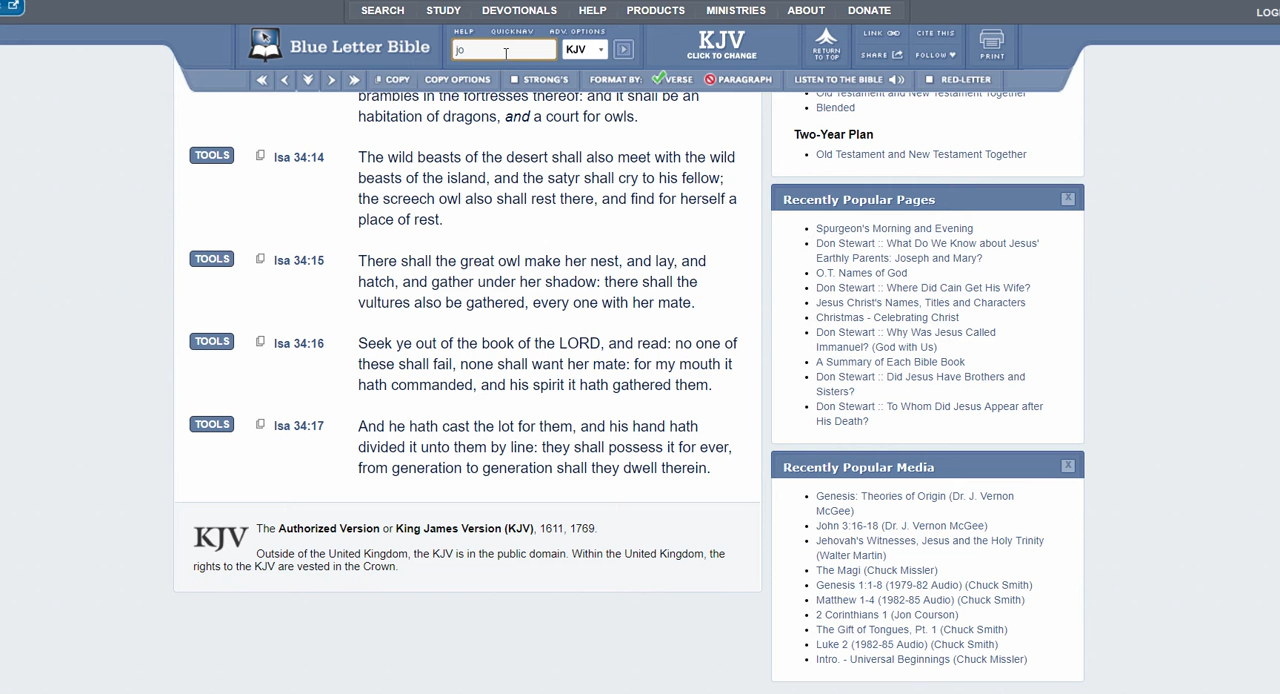 SEARCH STUDY DEVOTIONALS HELP PRODUCTS MINISTRIES ABOUT DONATE
Blue Letter Bible
HELP QUICKNAV ADV. OPTIONS
jo KJV
KJV
CLICK TO CHANGE
RETURN
TO TOP
LINK CITE THIS
SHARE FOLLOW
PRINT
COPY COPY OPTIONS STRONG'S FORMAT BY: VERSE PARAGRAPH LISTEN TO THE BIBLE RED-LETTER
brambles in the fortresses thereof: and it shall be an
habitation of dragons, and a court for owls.
TOOLS Isa 34:14 The wild beasts of the desert shall also meet with the wild
beasts of the island, and the satyr shall cry to his fellow;
the screech owl also shall rest there, and find for herself a
place of rest.
TOOLS Isa 34:15 There shall the great owl make her nest, and lay, and
hatch, and gather under her shadow: there shall the
vultures also be gathered, every one with her mate.
TOOLS Isa 34:16 Seek ye out of the book of the LORD, and read: no one of
these shall fail, none shall want her mate: for my mouth it
hath commanded, and his spirit it hath gathered them.
TOOLS Isa 34:17 And he hath cast the lot for them, and his hand hath
divided it unto them by line: they shall possess it for ever,
from generation to generation shall they dwell therein.
KJV
The Authorized Version or King James Version (KJV), 1611, 1769.
Outside of the United Kingdom, the KJV is in the public domain. Within the United Kingdom, the
rights to the KJV are vested in the Crown.
Old Testament and New Testament Together
Blended
Two-Year Plan
Old Testament and New Testament Together
Recently Popular Pages X
Spurgeon's Morning and Evening
Don Stewart :: What Do We Know about Jesus'
Earthly Parents: Joseph and Mary?
O.T. Names of God
Don Stewart :: Where Did Cain Get His Wife?
Jesus Christ's Names, Titles and Characters
Christmas - Celebrating Christ
Don Stewart :: Why Was Jesus Called
Immanuel? (God with Us)
A Summary of Each Bible Book
Don Stewart :: Did Jesus Have Brothers and
Sisters?
Don Stewart :: To Whom Did Jesus Appear after
His Death?
Recently Popular Media X
Genesis: Theories of Origin (Dr. J. Vernon
McGee)
John 3:16-18 (Dr. J. Vernon McGee)
Jehovah's Witnesses, Jesus and the Holy Trinity
(Walter Martin)
The Magi (Chuck Missler)
Genesis 1:1-8 (1979-82 Audio) (Chuck Smith)
Matthew 1-4 (1982-85 Audio) (Chuck Smith)
2 Corinthians 1 (Jon Courson)
The Gift of Tongues, Pt. 1 (Chuck Smith)
Luke 2 (1982-85 Audio) (Chuck Smith)
Intro. - Universal Beginnings (Chuck Missler)